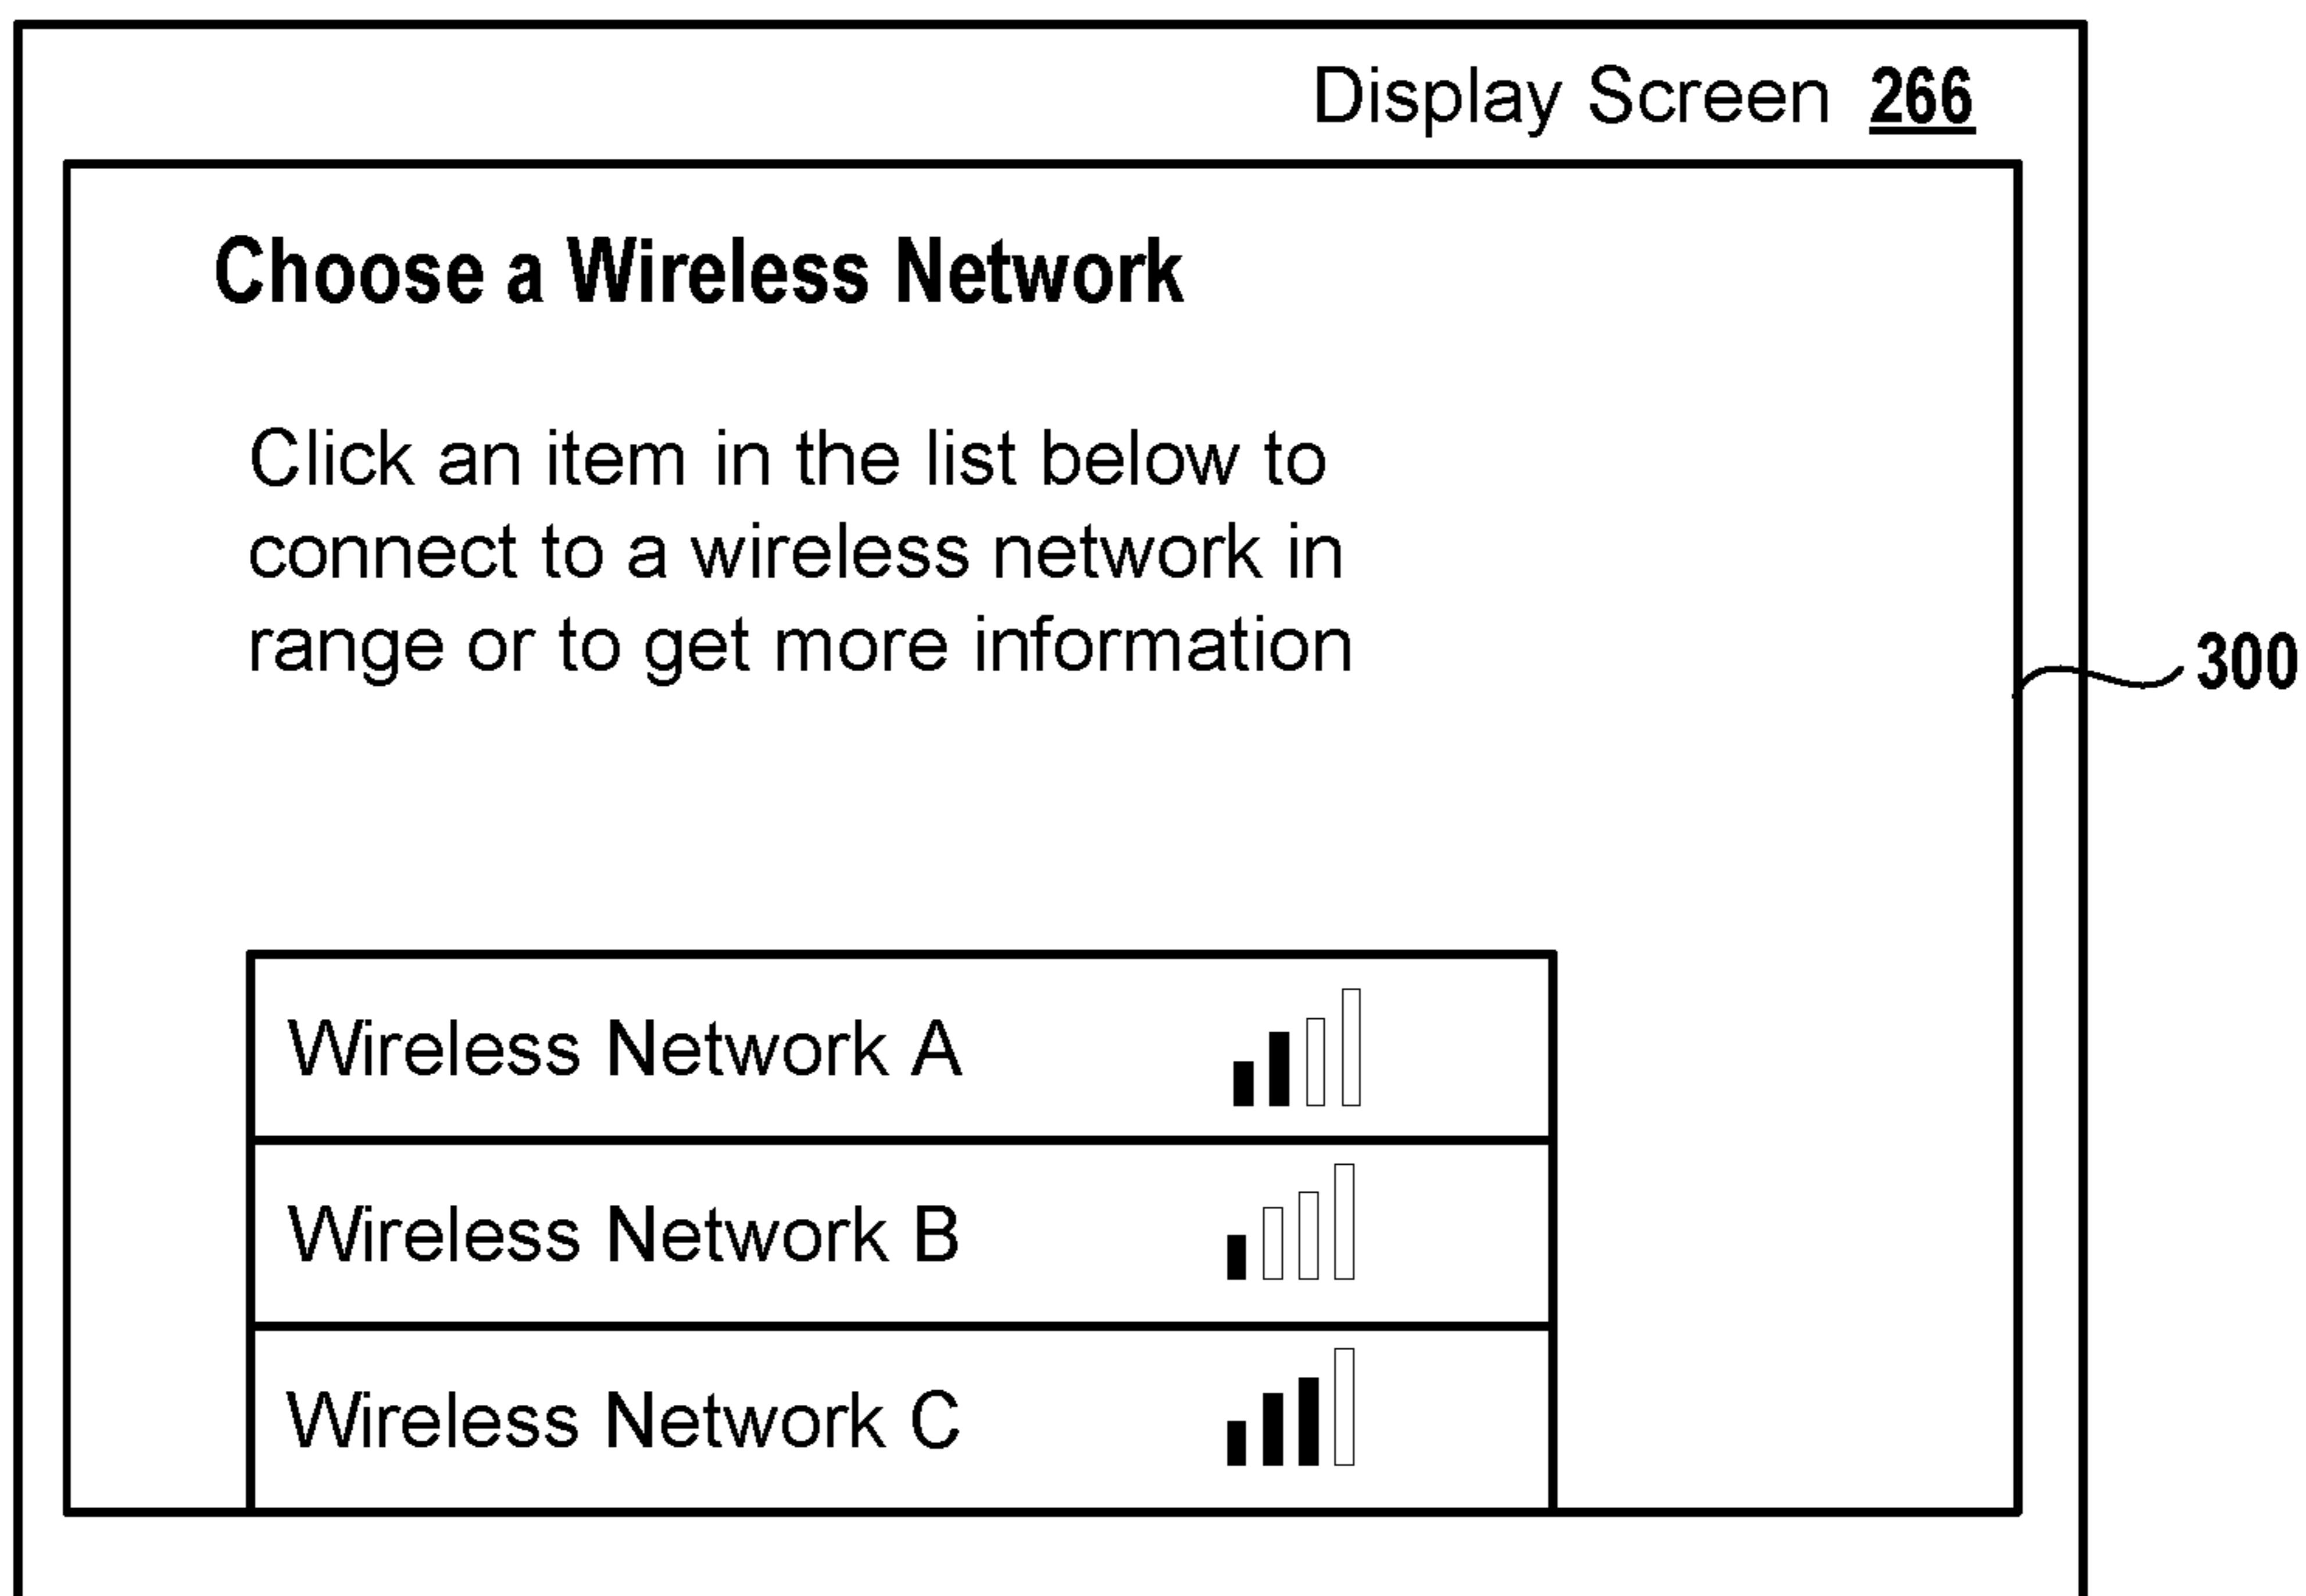 Display Screen 266
Choose a Wireless Network
Click an item in the list below to
connect to a wireless network in
range or to get more information
300
Wireless Network A
Wireless Network B
Wireless Network C